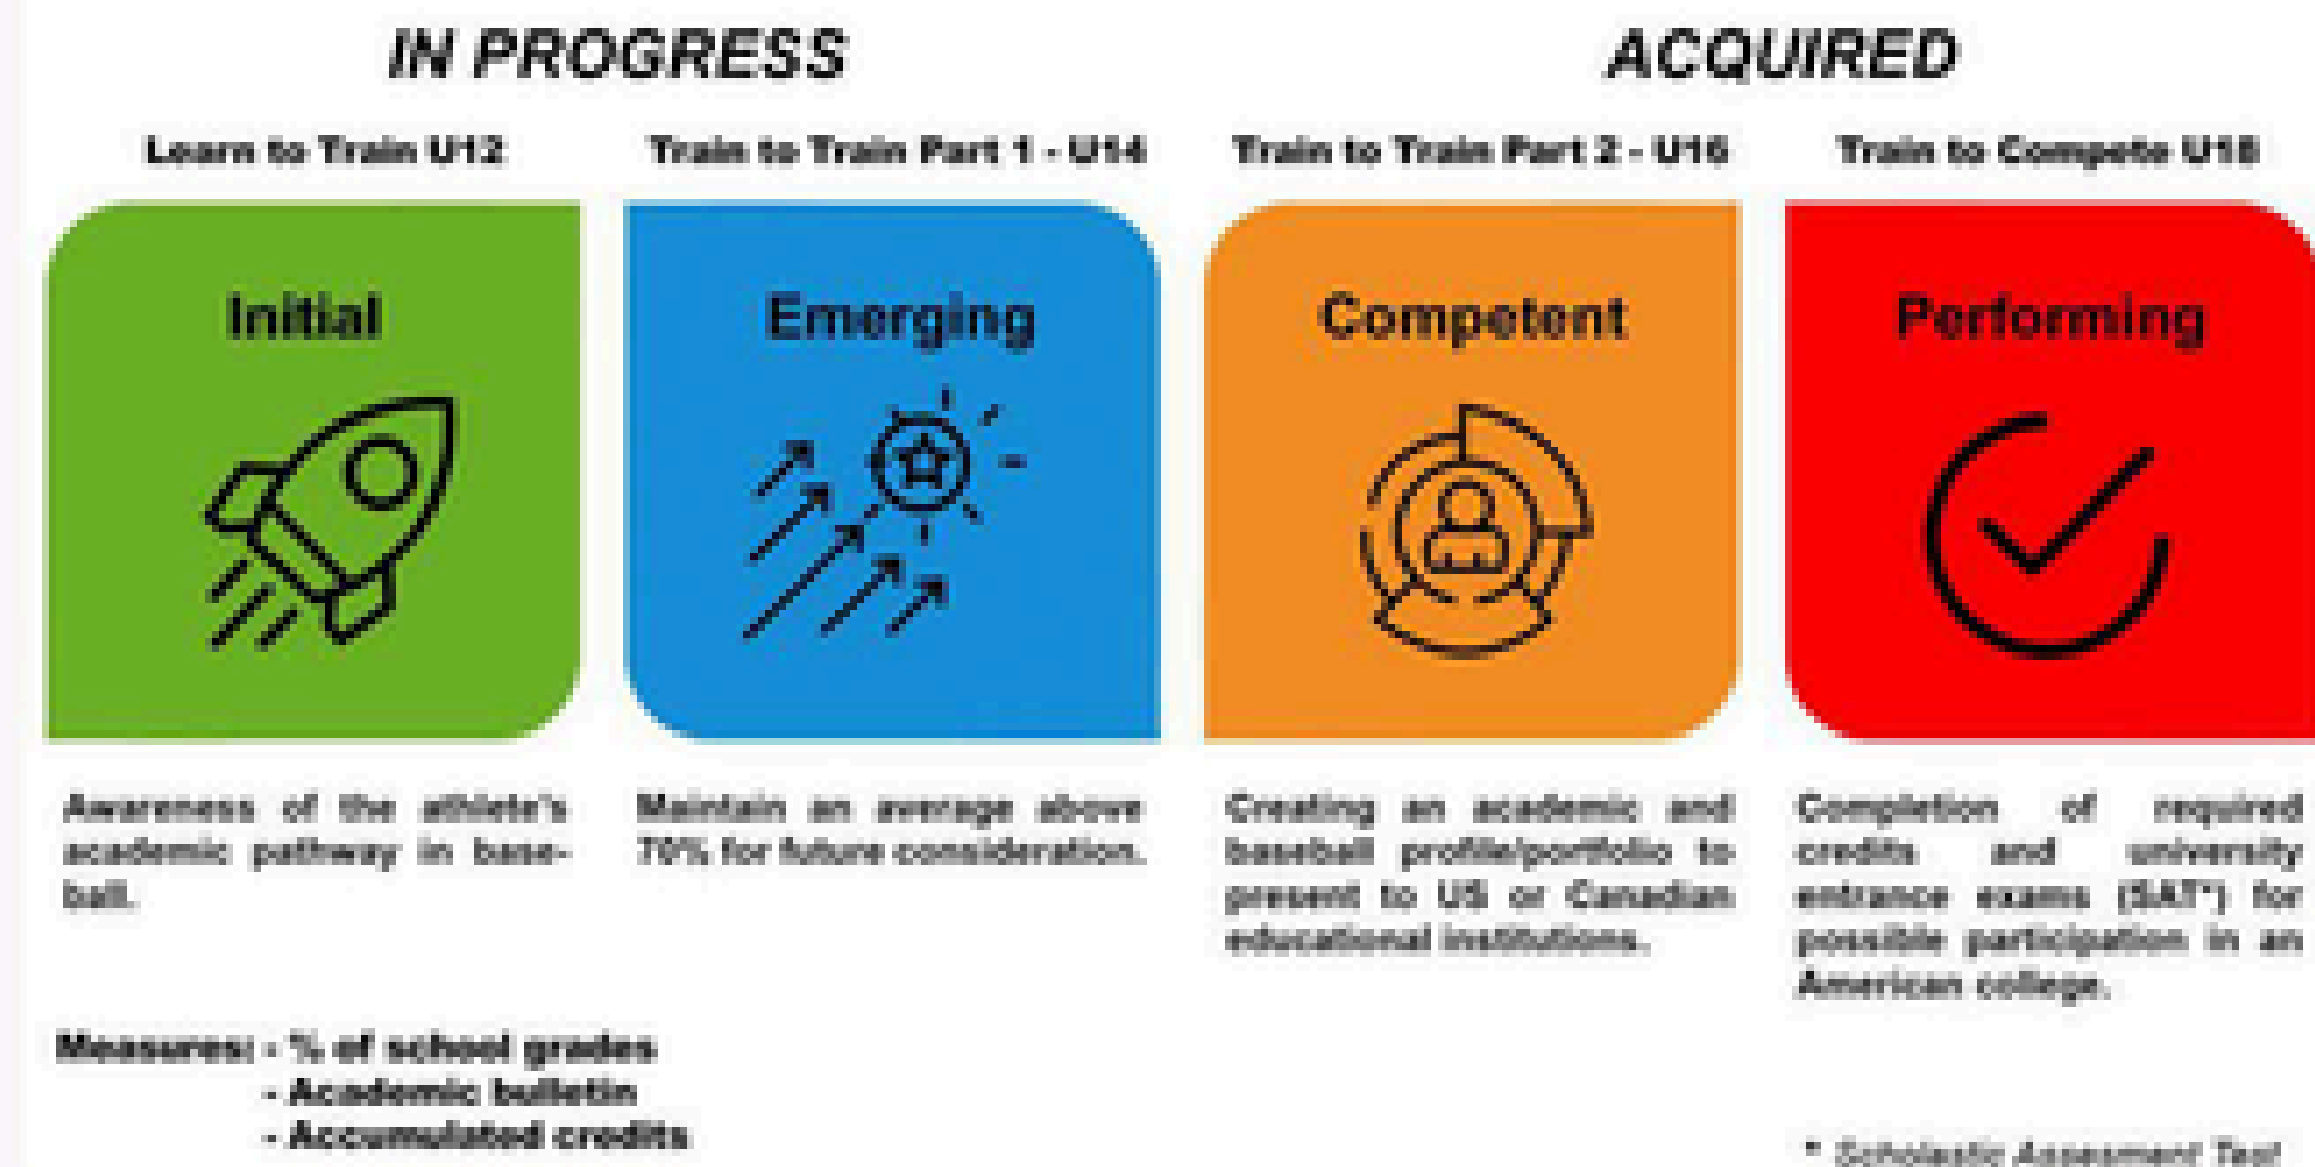 IN PROGRESS
ACQUIRED
Learn to Train U12
Train to Train Part 1 - U14
Train to Train Part 2 - U16
Train to Compete U18
Initial
Emerging
Competent
Performing
Awareness of the athlete's
academic pathway in base-
ball.
Maintain an average above
70% for future consideration.
Creating an academic and
baseball profile/portfolio to
present to US or Canadian
educational institutions.
Completion of required
credits and university
entrance exams (SAT*) for
possible participation in an
American college.
Measures: - % of school grades
- Academic bulletin
- Accumulated credits
* Scholastic Assesment Test